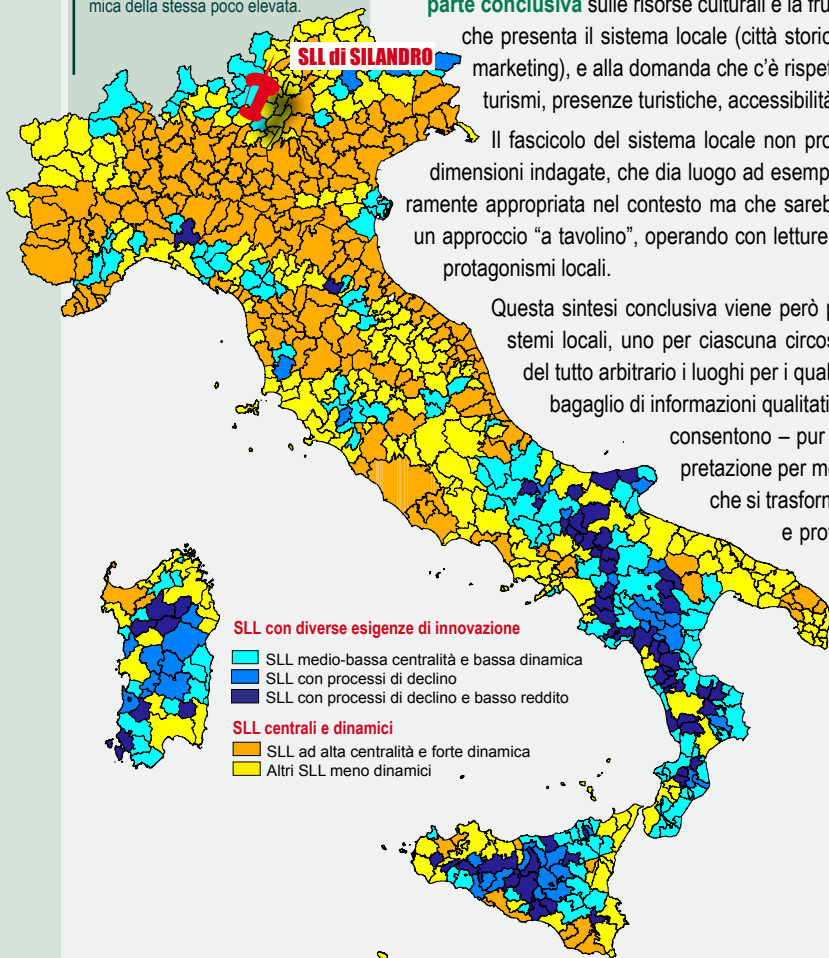 mica della stessa poco elevata.
parte conclusiva sulle risorse culturali e la fru
che presenta il sistema locale (città storic
marketing), e alla domanda che c'è rispet
turismi, presenze turistiche, accessibilità
Il fascicolo del sistema locale non pro
dimensioni indagate, che dia luogo ad esemp
ramente appropriata nel contesto ma che sareb
un approccio “a tavolino”, operando con letture
protagonismi locali.
Questa sintesi conclusiva viene però p
stemi locali, uno per ciascuna circos
del tutto arbitrario i luoghi per i qual
bagaglio di informazioni qualitati
consentono – pur
pretazione per m
che si trasform
e pro
SLL di SILANDRO
SLL con diverse esigenze di innovazione
SLL medio-bassa centralità e bassa dinamica
SLL con processi di declino
SLL con processi di declino e basso reddito
SLL centrali e dinamici
SLL ad alta centralità e forte dinamica
Altri SLL meno dinamici